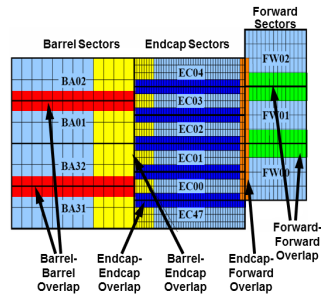 Forward
Sectors
Barrel Sectors Endcap Sectors
FW02
BA02
EC04
EC03
BA01
FW01
EC02
EC01
BA32
FW00
EC00
BA31
EC47
Barrel-
Barrel
Overlap
Endcap-
Endcap
Overlap
Barrel-
Endcap
Overlap
Endcap-
Forward
Overlap
Forward-
Forward
Overlap